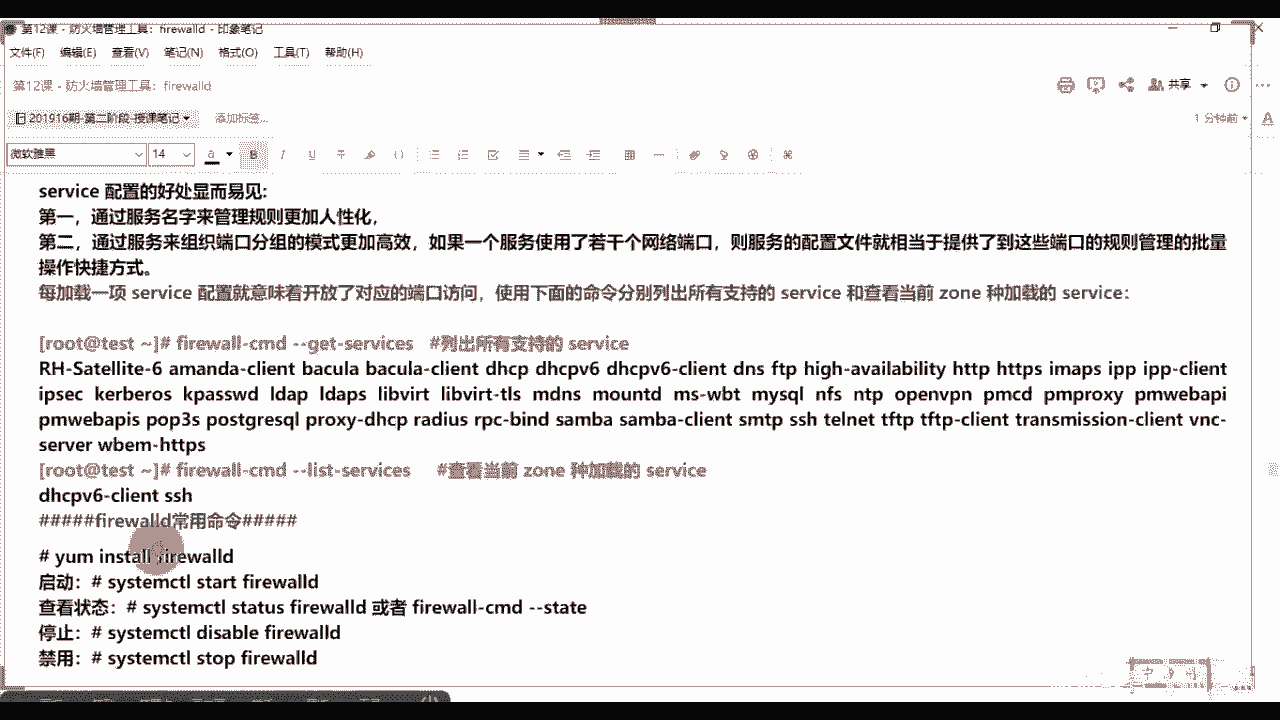 第12课 - 防火墙管理工具：firewalld - 印象笔记
文件(F) 编辑(E) 查看(V) 笔记(N) 格式(O) 工具(T) 帮助(H)
第12课 - 防火墙管理工具：firewalld
共享
201916期-第二阶段-授课笔记 添加标签...
1 分钟前
微软雅黑 14
service 配置的好处显而易见:
第一，通过服务名字来管理规则更加人性化,
第二，通过服务来组织端口分组的模式更加高效，如果一个服务使用了若干个网络端口，则服务的配置文件就相当于提供了到这些端口的规则管理的批量
操作快捷方式。
每加载一项 service 配置就意味着开放了对应的端口访问，使用下面的命令分别列出所有支持的 service 和查看当前 zone 种加载的 service：
[root@test ~]# firewall-cmd --get-services #列出所有支持的 service
RH-Satellite-6 amanda-client bacula bacula-client dhcp dhcpv6 dhcpv6-client dns ftp high-availability http https imaps ipp ipp-client
ipsec kerberos kpasswd ldap ldaps libvirt libvirt-tls mdns mountd ms-wbt mysql nfs ntp openvpn pmcd pmproxy pmwebapi
pmwebapis pop3s postgresql proxy-dhcp radius rpc-bind samba samba-client smtp ssh telnet tftp tftp-client transmission-client vnc-
server wbem-https
[root@test ~]# firewall-cmd --list-services #查看当前 zone 种加载的 service
dhcpv6-client ssh
#####firewalld常用命令#####
# yum install firewalld
启动：# systemctl start firewalld
查看状态：# systemctl status firewalld 或者 firewall-cmd --state
停止：# systemctl disable firewalld
禁用：# systemctl stop firewalld